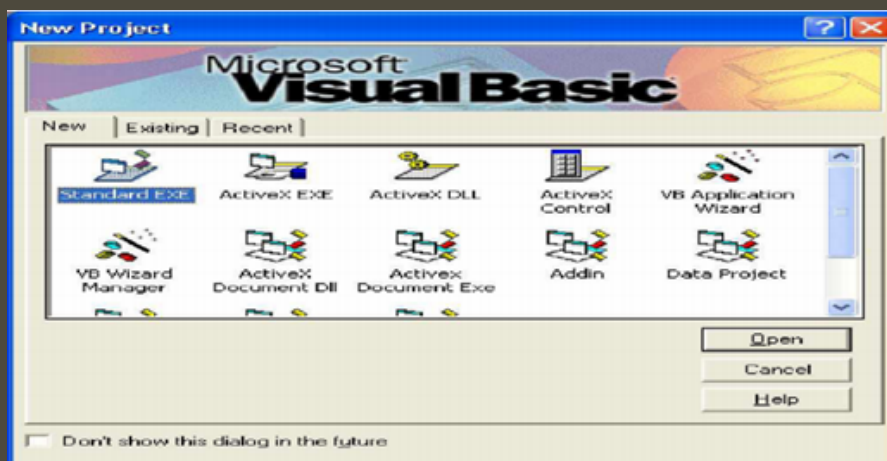 New Project
Microsoft
Visual Basic
New Existing Recent
Standard EXE ActiveX EXE ActiveX DLL ActiveX Control VB Application Wizard
VB Wizard Manager ActiveX Document Dll Activex Document Exe Addin Data Project
Open
Cancel
Help
Don't show this dialog in the future